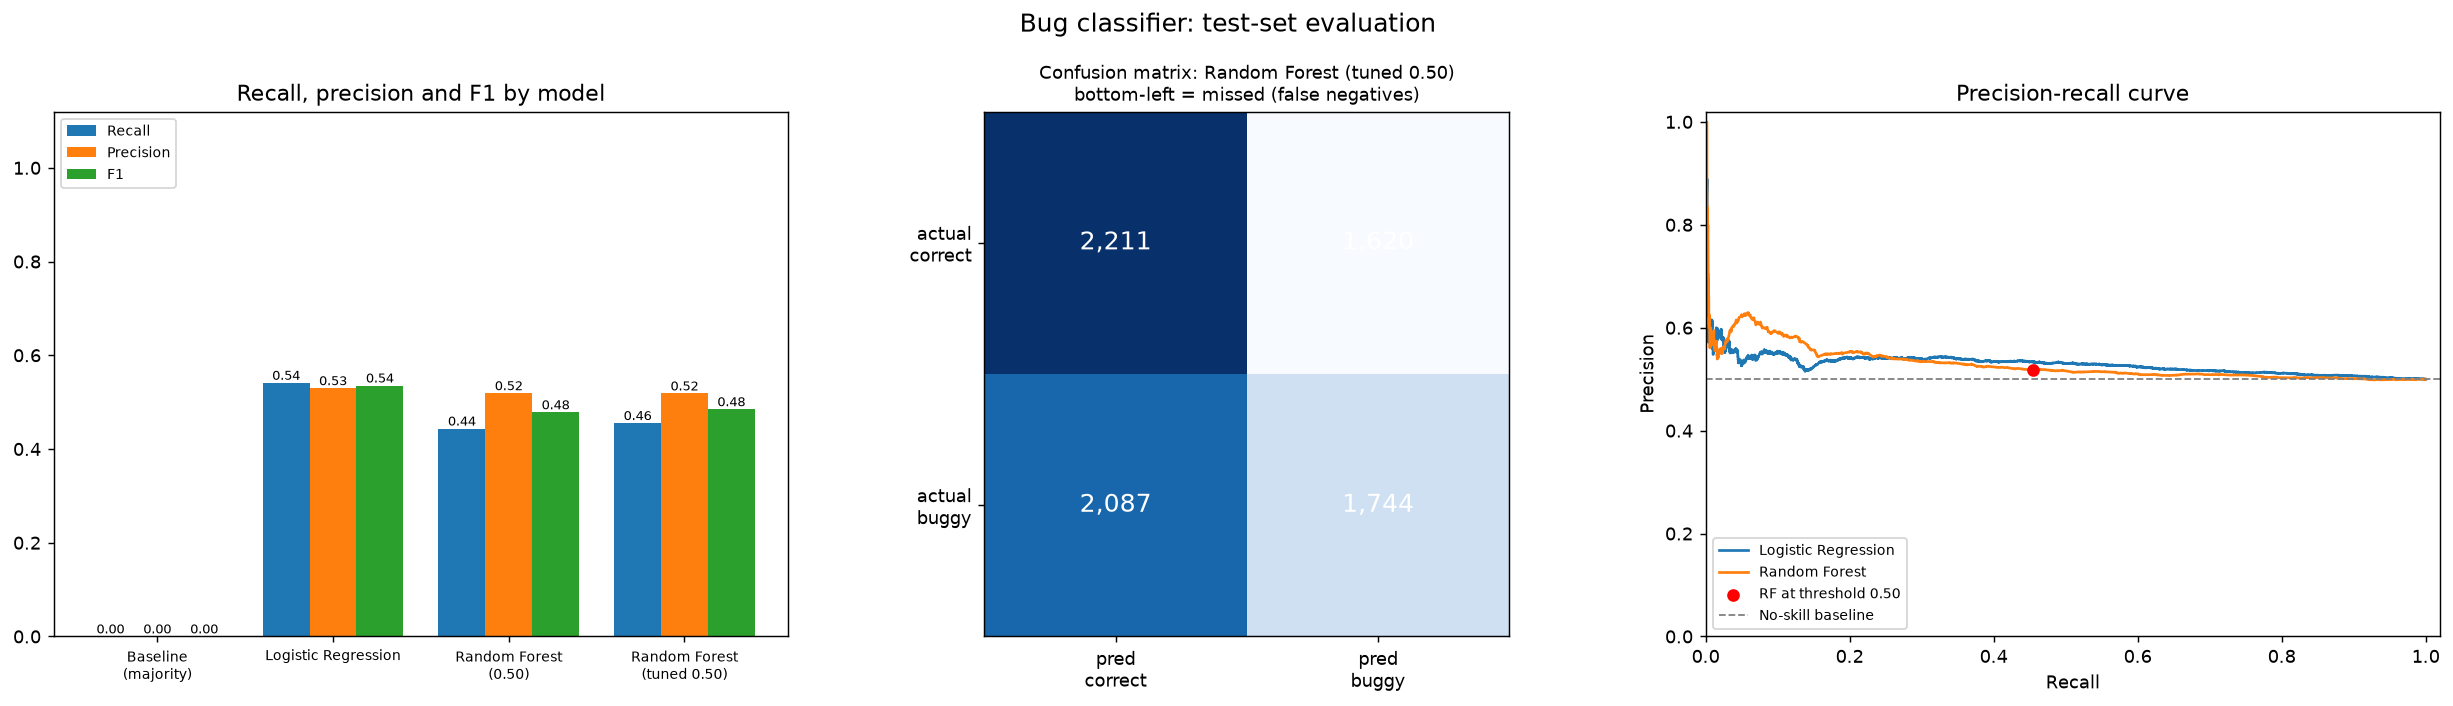 Bug classifier: test-set evaluation
Recall, precision and F1 by model
Recall
Precision
F1
1.0
0.8
0.6
0.4
0.2
0.0
0.00 0.00 0.00
0.54 0.53 0.54
0.44 0.52 0.48
0.46 0.52 0.48
Baseline
(majority)
Logistic Regression
Random Forest
(0.50)
Random Forest
(tuned 0.50)
Confusion matrix: Random Forest (tuned 0.50)
bottom-left = missed (false negatives)
actual
correct
2,211 1,620
actual
buggy
2,087 1,744
pred
correct
pred
buggy
Precision-recall curve
Precision
1.0
0.8
0.6
0.4
0.2
0.0
Logistic Regression
Random Forest
RF at threshold 0.50
No-skill baseline
0.0 0.2 0.4 0.6 0.8 1.0
Recall